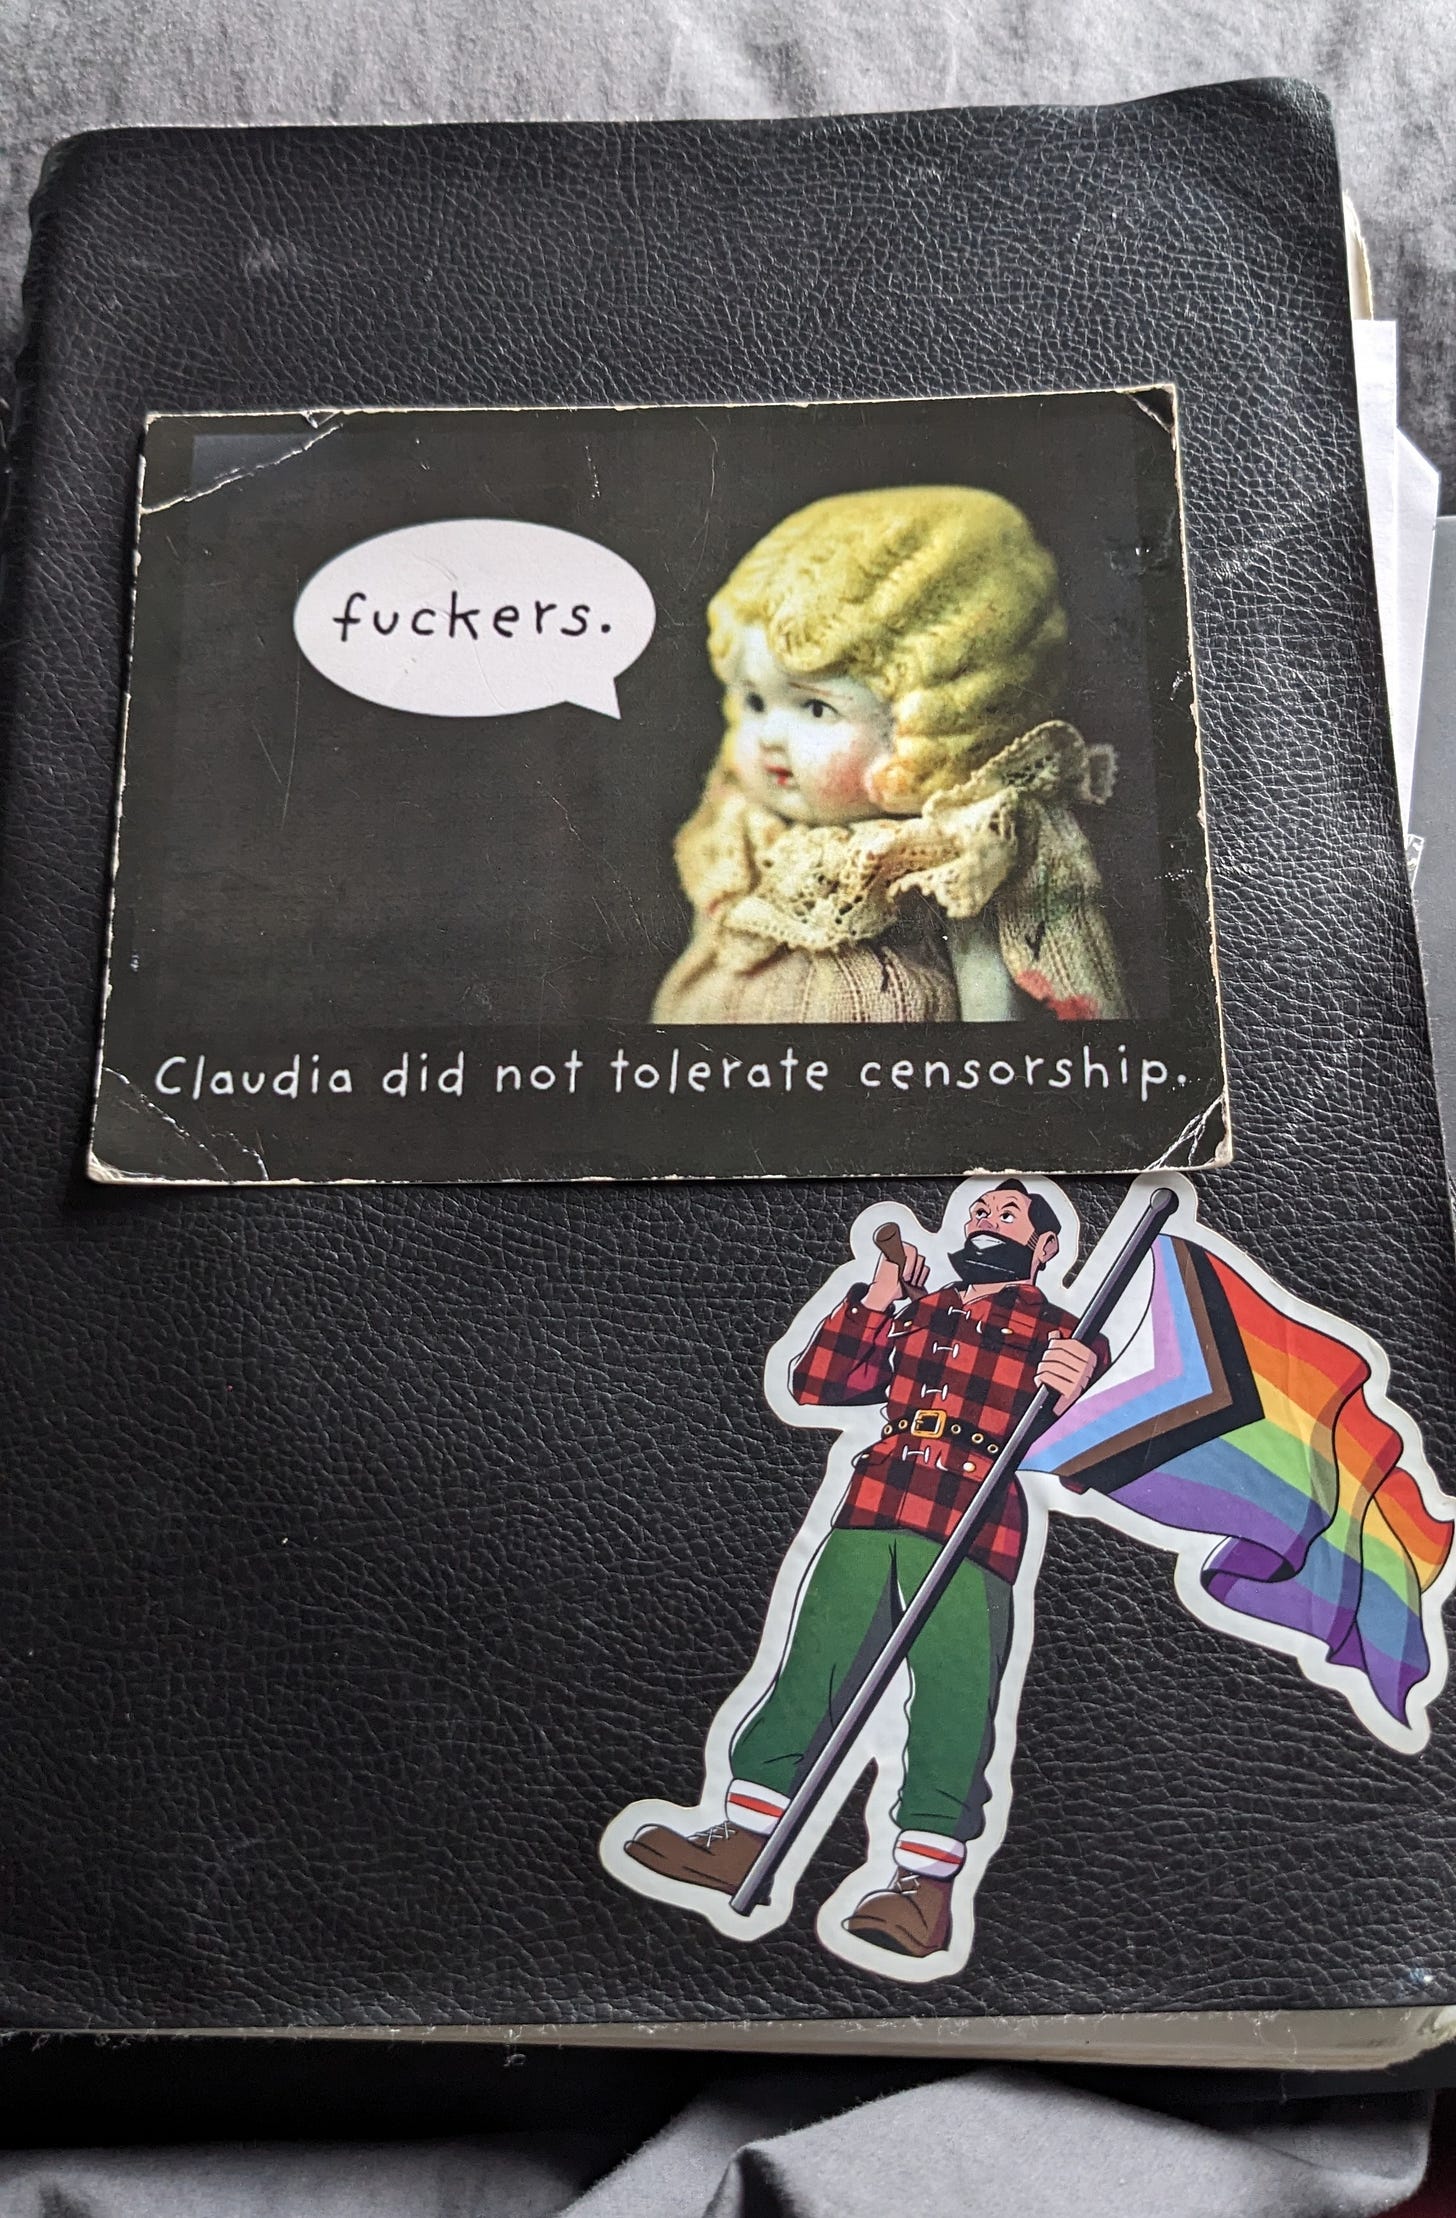 fuckers.
Claudia did not tolerate censorship.